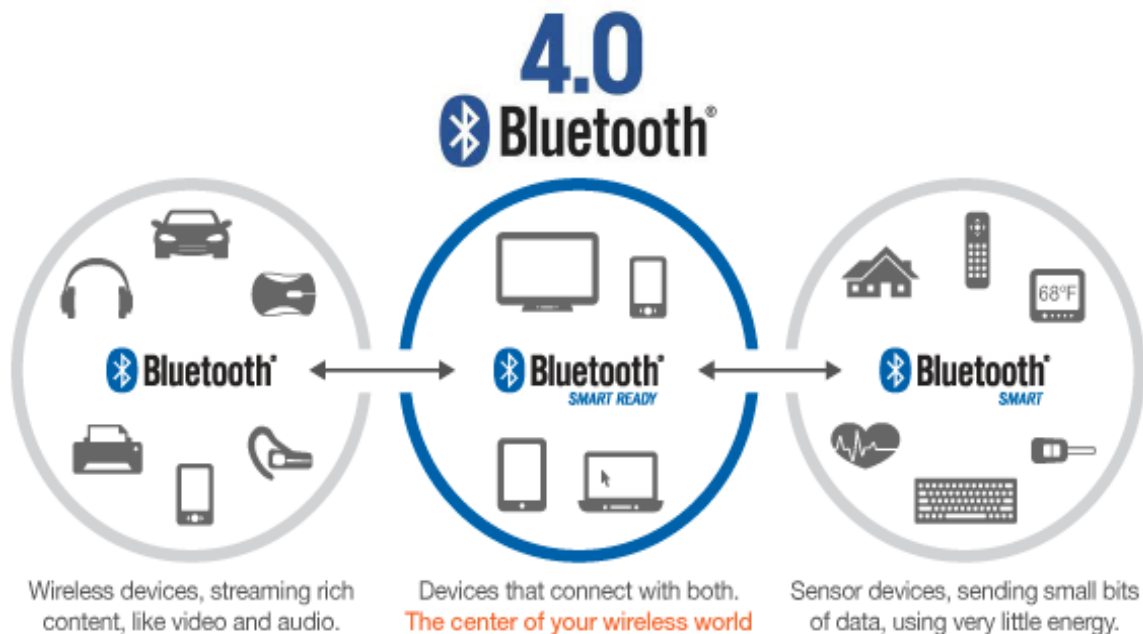 4.0
Bluetooth®
68°F
Bluetooth®
Bluetooth®
SMART READY
Bluetooth®
SMART
Wireless devices, streaming rich
content, like video and audio.
Devices that connect with both.
The center of your wireless world
Sensor devices, sending small bits
of data, using very little energy.